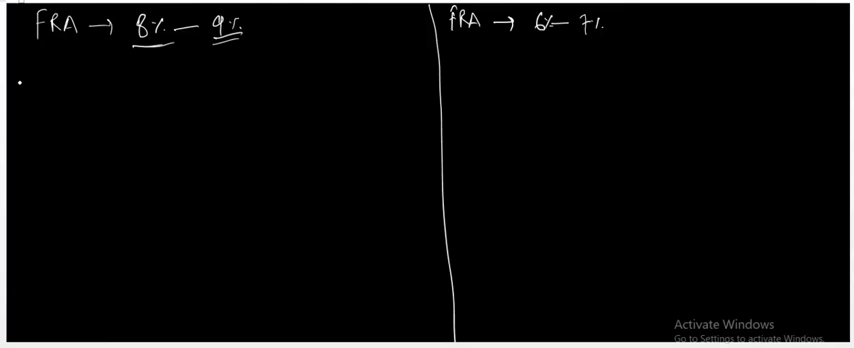 FRA → 8% — 9%
FRA → 6% — 7%
Activate Windows
Go to Settings to activate Windows.